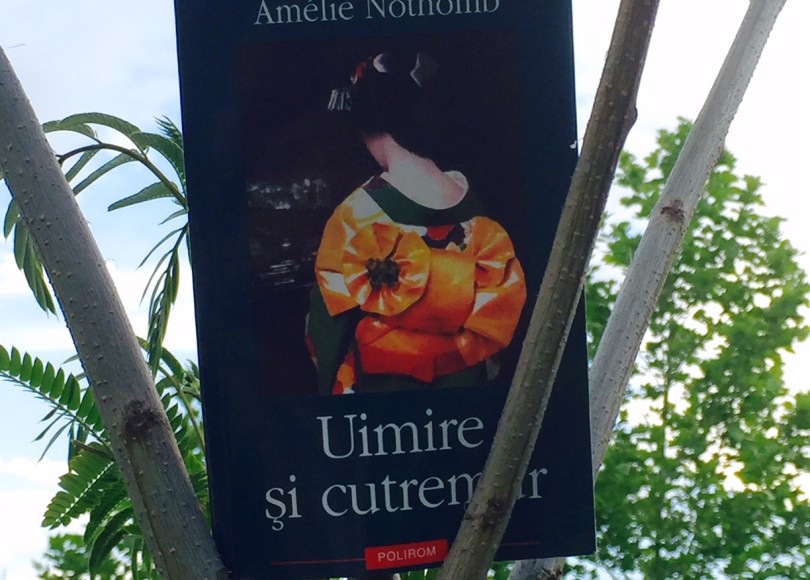 Amélie Nothomb
Uimire
şi cutremur
POLIROM